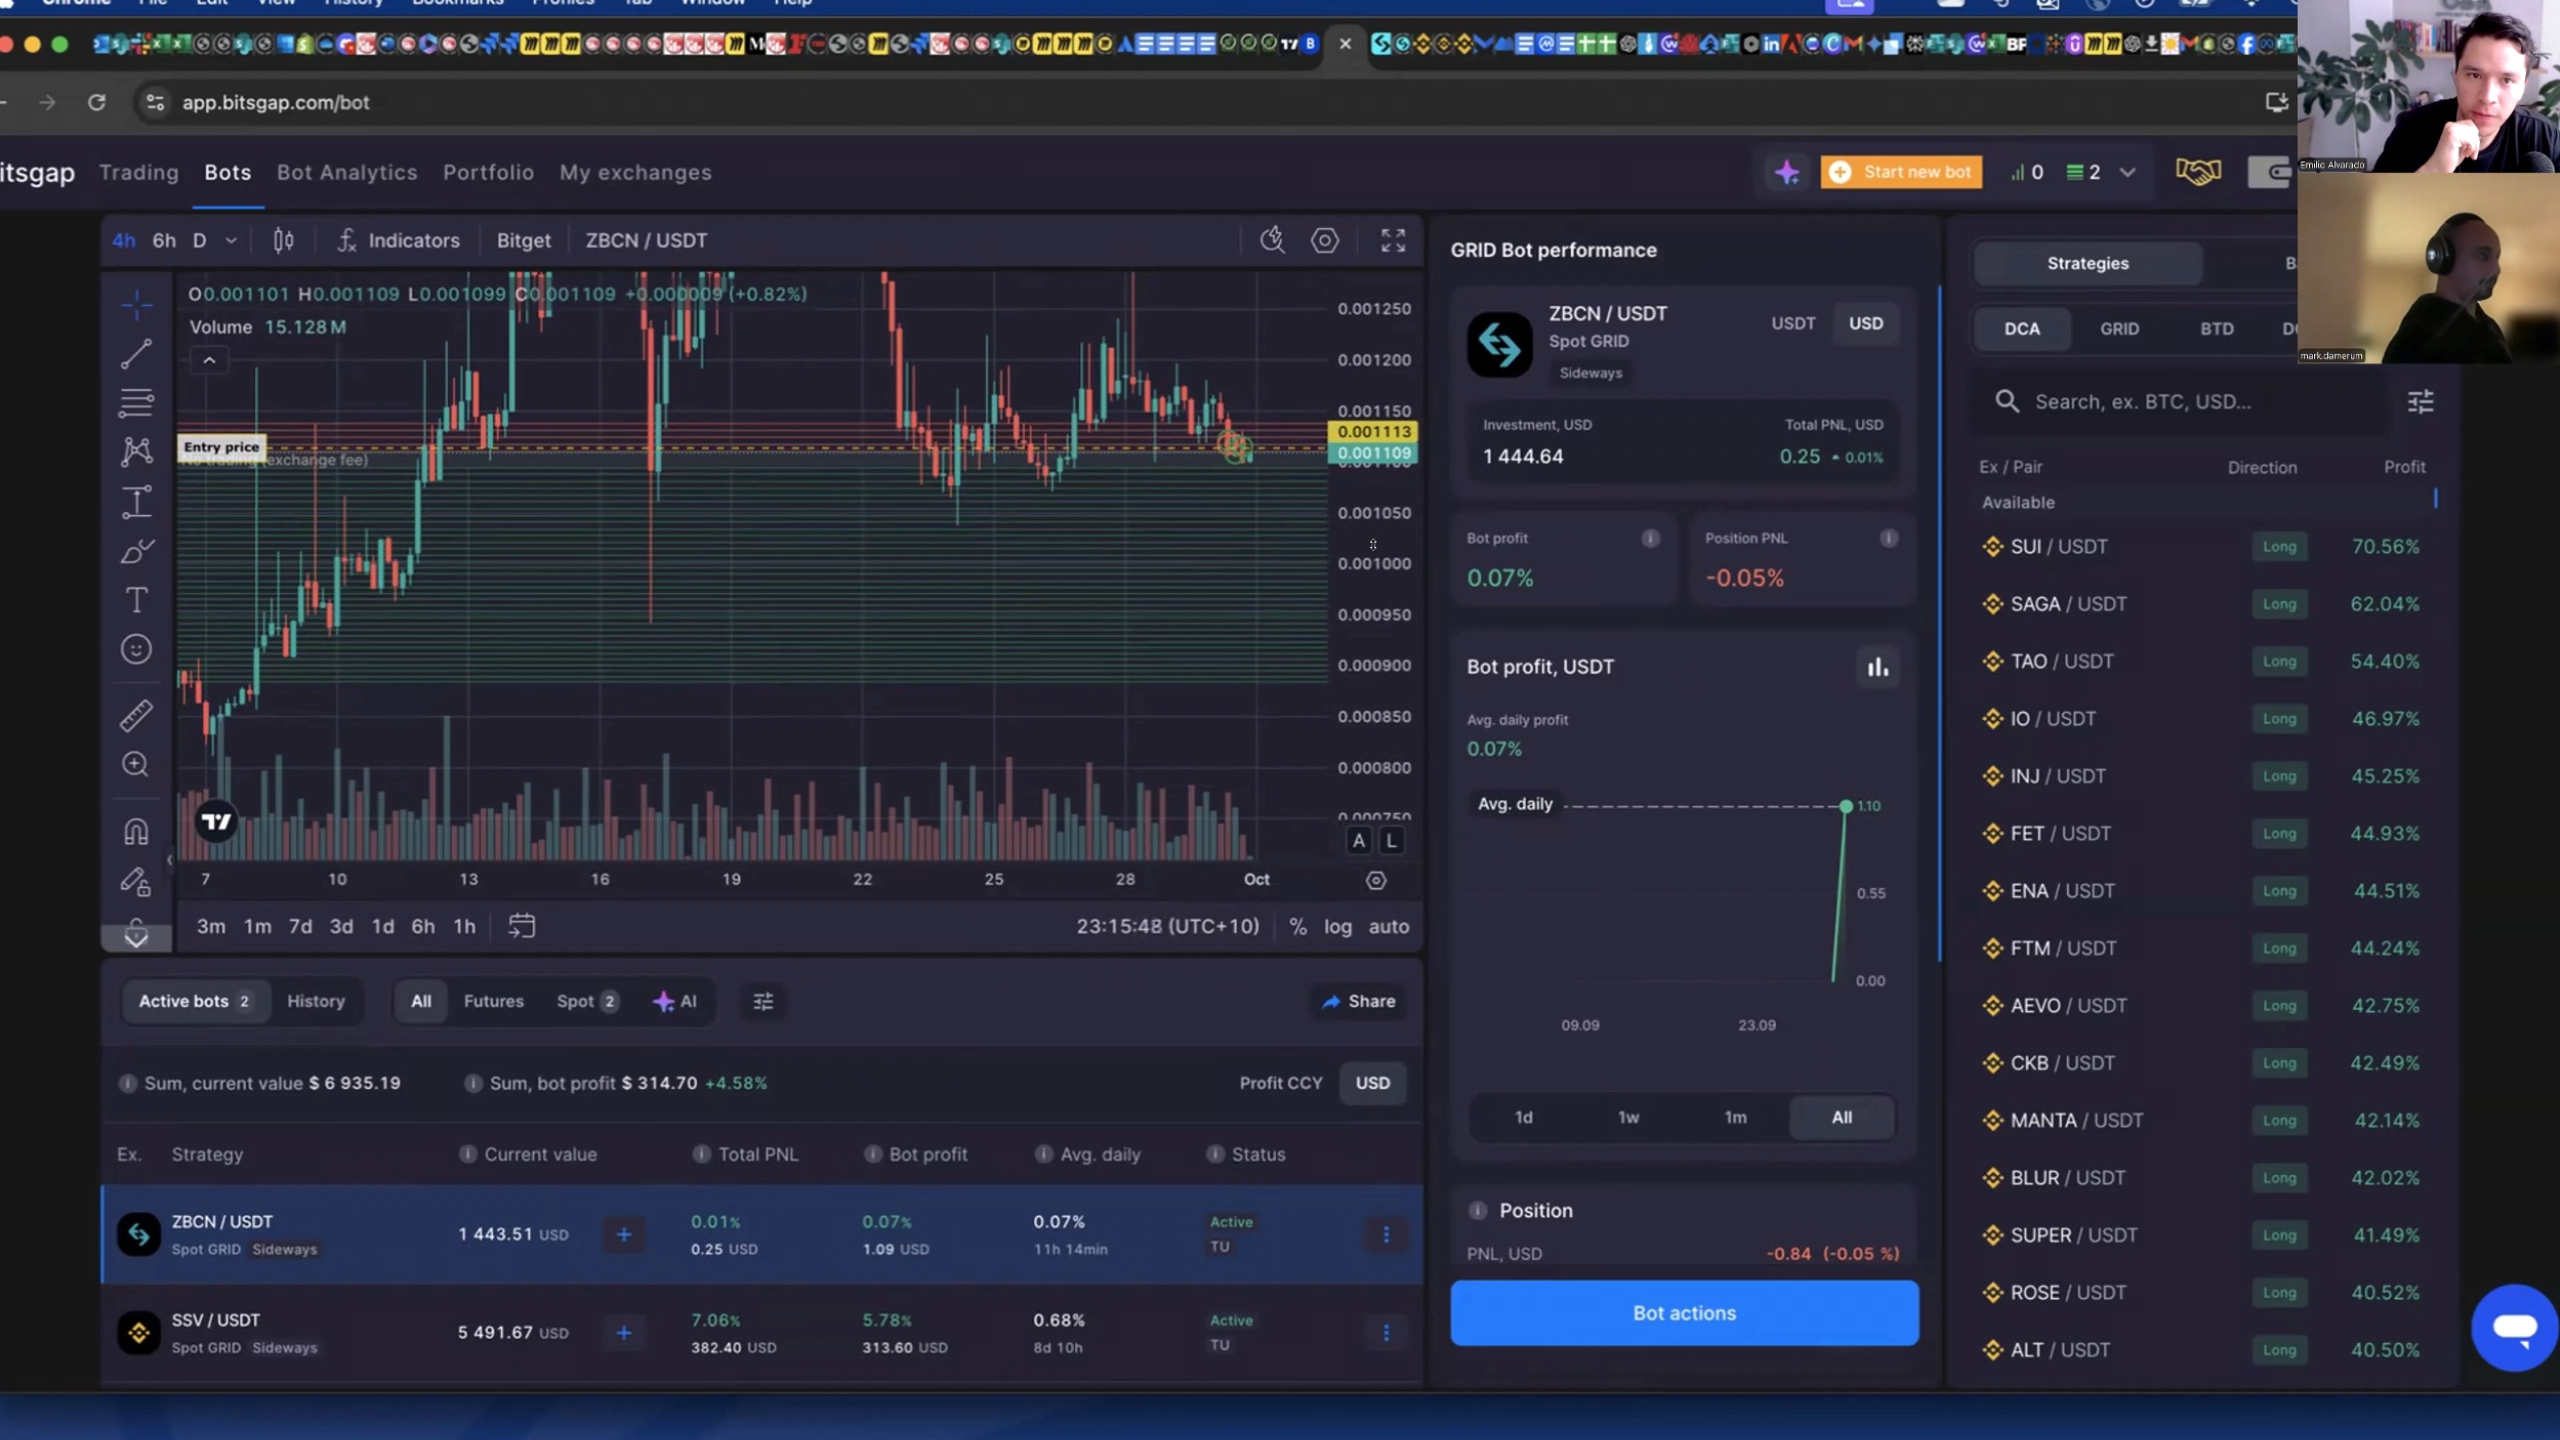 Chrome File Edit View History Bookmarks Profiles Tab Window Help
app.bitsgap.com/bot
itsgap Trading Bots Bot Analytics Portfolio My exchanges
Start new bot 0 2
Emilio Alvarado
mark.damerum
4h 6h D Indicators Bitget ZBCN / USDT
O0.001101 H0.001109 L0.001099 C0.001109 +0.000009 (+0.82%)
Volume 15.128M
Entry price
No trading (exchange fee)
0.001250
0.001200
0.001150
0.001113
0.001109
0.001050
0.001000
0.000950
0.000900
0.000850
0.000800
0.000750
A L
7 10 13 16 19 22 25 28 Oct
3m 1m 7d 3d 1d 6h 1h 23:15:48 (UTC+10) % log auto
Active bots 2 History All Futures Spot 2 AI Share
Sum, current value $ 6 935.19 Sum, bot profit $ 314.70 +4.58% Profit CCY USD
Ex. Strategy Current value Total PNL Bot profit Avg. daily Status
ZBCN / USDT 1 443.51 USD + 0.01% 0.07% 0.07% Active
Spot GRID Sideways 0.25 USD 1.09 USD 11h 14min TU
SSV / USDT 5 491.67 USD + 7.06% 5.78% 0.68% Active
Spot GRID Sideways 382.40 USD 313.60 USD 8d 10h TU
GRID Bot performance
ZBCN / USDT
Spot GRID
Sideways
USDT USD
Investment, USD Total PNL, USD
1 444.64 0.25 0.01%
Bot profit Position PNL
0.07% -0.05%
Bot profit, USDT
Avg. daily profit
0.07%
Avg. daily 1.10
0.55
0.00
09.09 23.09
1d 1w 1m All
Position
PNL, USD -0.84 (-0.05 %)
Bot actions
Strategies B
DCA GRID BTD D
Search, ex. BTC, USD...
Ex / Pair Direction Profit
Available
SUI / USDT Long 70.56%
SAGA / USDT Long 62.04%
TAO / USDT Long 54.40%
IO / USDT Long 46.97%
INJ / USDT Long 45.25%
FET / USDT Long 44.93%
ENA / USDT Long 44.51%
FTM / USDT Long 44.24%
AEVO / USDT Long 42.75%
CKB / USDT Long 42.49%
MANTA / USDT Long 42.14%
BLUR / USDT Long 42.02%
SUPER / USDT Long 41.49%
ROSE / USDT Long 40.52%
ALT / USDT Long 40.50%